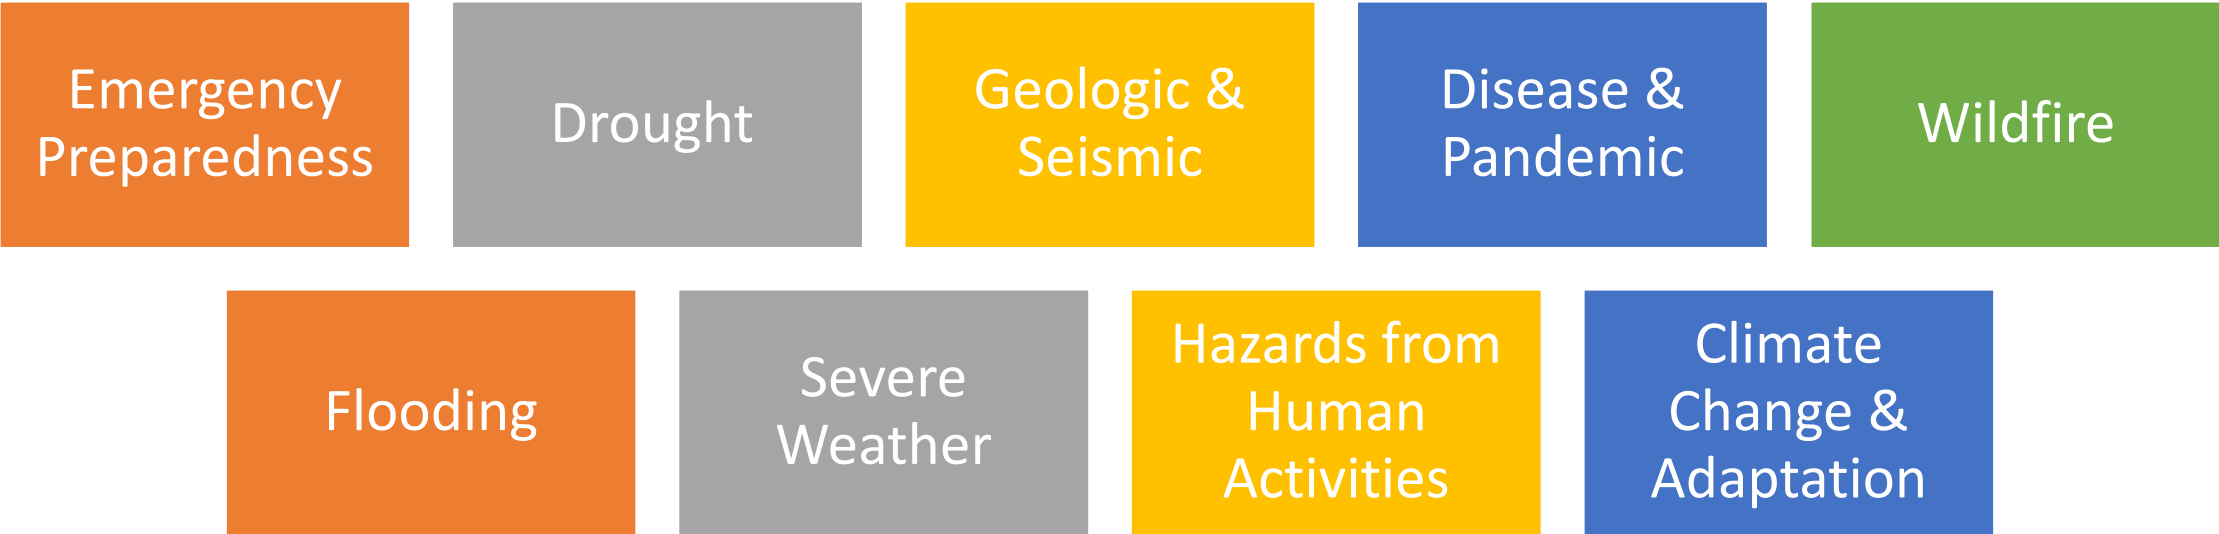 Emergency
Preparedness
Drought
Geologic &
Seismic
Disease &
Pandemic
Wildfire
Flooding
Severe
Weather
Hazards from
Human
Activities
Climate
Change &
Adaptation